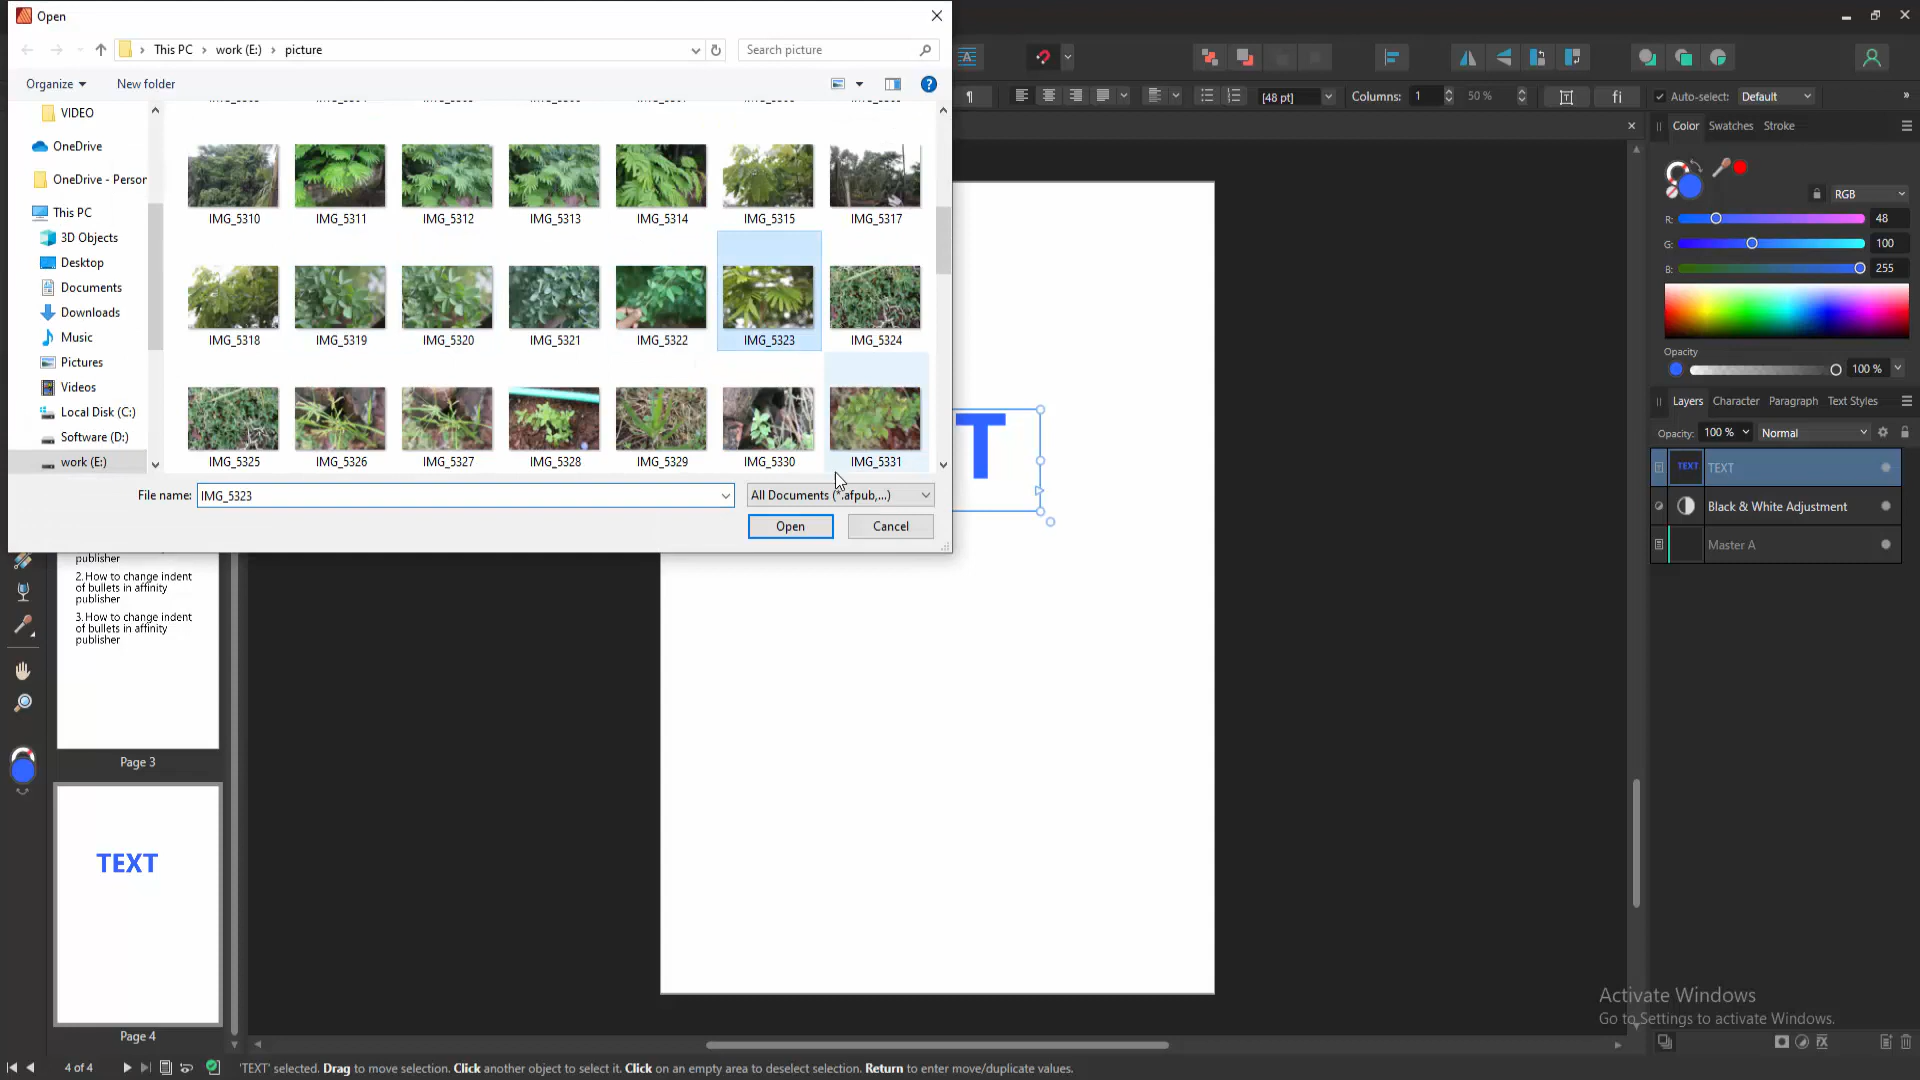 Open
This PC > work (E:) > picture
Search picture
Organize
New folder
VIDEO
OneDrive
OneDrive - Person
This PC
3D Objects
Desktop
Documents
Downloads
Music
Pictures
Videos
Local Disk (C:)
Software (D:)
work (E:)
IMG_5310 IMG_5311 IMG_5312 IMG_5313 IMG_5314 IMG_5315 IMG_5317
IMG_5318 IMG_5319 IMG_5320 IMG_5321 IMG_5322 IMG_5323 IMG_5324
IMG_5325 IMG_5326 IMG_5327 IMG_5328 IMG_5329 IMG_5330 IMG_5331
File name: IMG_5323
All Documents (*.afpub,...)
Open Cancel
[48 pt]
Columns: 1
50 %
fi
Auto-select: Default
Color Swatches Stroke
RGB
R: 48
G: 100
B: 255
Opacity
100 %
Layers Character Paragraph Text Styles
Opacity: 100 % Normal
TEXT TEXT
Black & White Adjustment
Master A
T
publisher
2.How to change indent
of bullets in affinity
publisher
3.How to change indent
of bullets in affinity
publisher
Page 3
TEXT
Page 4
Activate Windows
Go to Settings to activate Windows.
4 of 4
'TEXT' selected. Drag to move selection. Click another object to select it. Click on an empty area to deselect selection. Return to enter move/duplicate values.